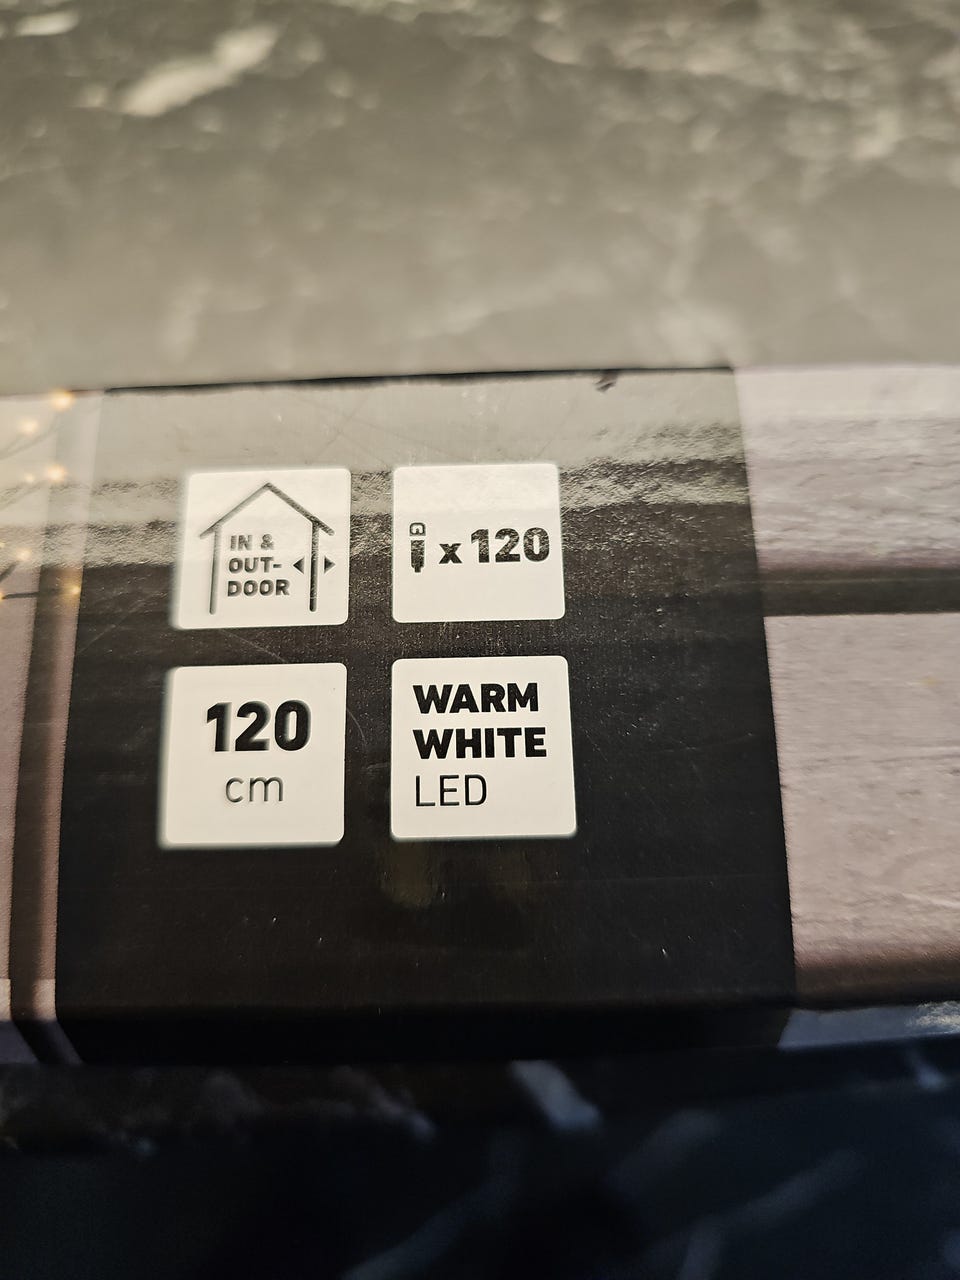 IN &
OUT-
DOOR
x 120
120
cm
WARM
WHITE
LED